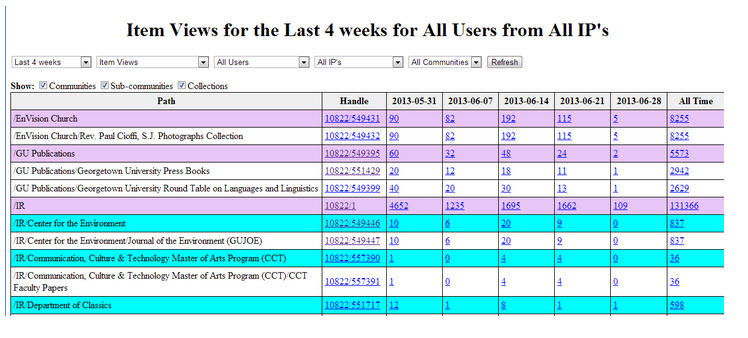 Item Views for the Last 4 weeks for All Users from All IP's
Last 4 weeks Item Views All Users All IP's All Communities Refresh
Show: Communities Sub-communities Collections
Path Handle 2013-05-31 2013-06-07 2013-06-14 2013-06-21 2013-06-28 All Time
/EnVision Church 10822/549431 90 82 192 115 5 8255
/EnVision Church/Rev. Paul Cioffi, S.J. Photographs Collection 10822/549432 90 82 192 115 5 8255
/GU Publications 10822/549395 60 32 48 24 2 5573
/GU Publications/Georgetown University Press Books 10822/551429 20 12 18 11 1 2942
/GU Publications/Georgetown University Round Table on Languages and Linguistics 10822/549399 40 20 30 13 1 2629
/IR 10822/1 4652 1235 1695 1662 109 131366
/IR/Center for the Environment 10822/549446 10 6 20 9 0 837
/IR/Center for the Environment/Journal of the Environment (GUJOE) 10822/549447 10 6 20 9 0 837
/IR/Communication, Culture & Technology Master of Arts Program (CCT) 10822/557390 1 0 4 4 0 36
/IR/Communication, Culture & Technology Master of Arts Program (CCT)/CCT
Faculty Papers 10822/557391 1 0 4 4 0 36
/IR/Department of Classics 10822/551717 12 1 8 1 1 598